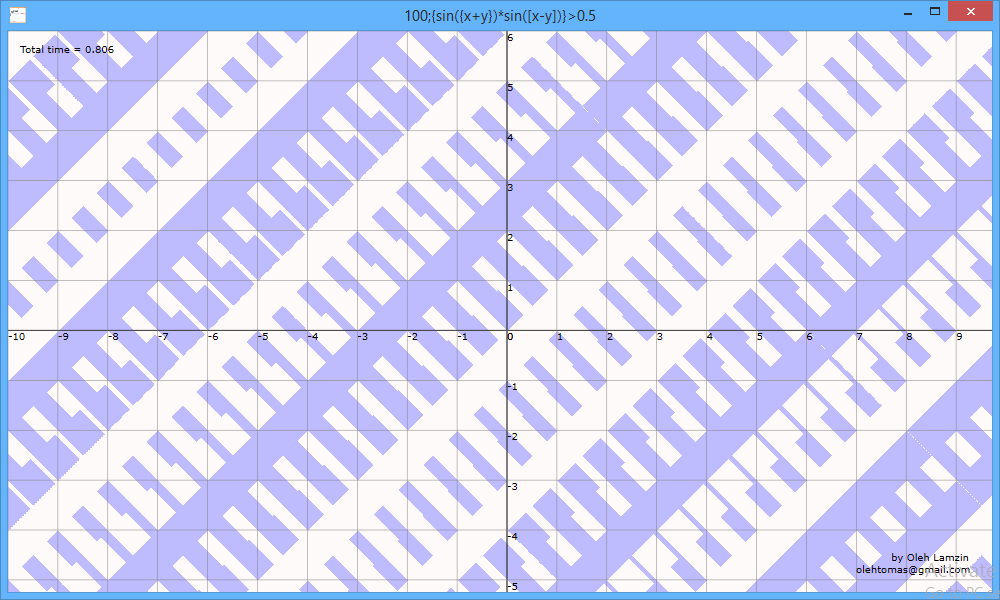 100;{sin({x+y})*sin([x-y])}>0.5
6
Total time = 0.806
5
4
3
2
1
-10 -9 -8 -7 -6 -5 -4 -3 -2 -1 0 1 2 3 4 5 6 7 8 9
-1
-2
-3
-4
by Oleh Lamzin
olehtomas@gmail.com
Activate
-5